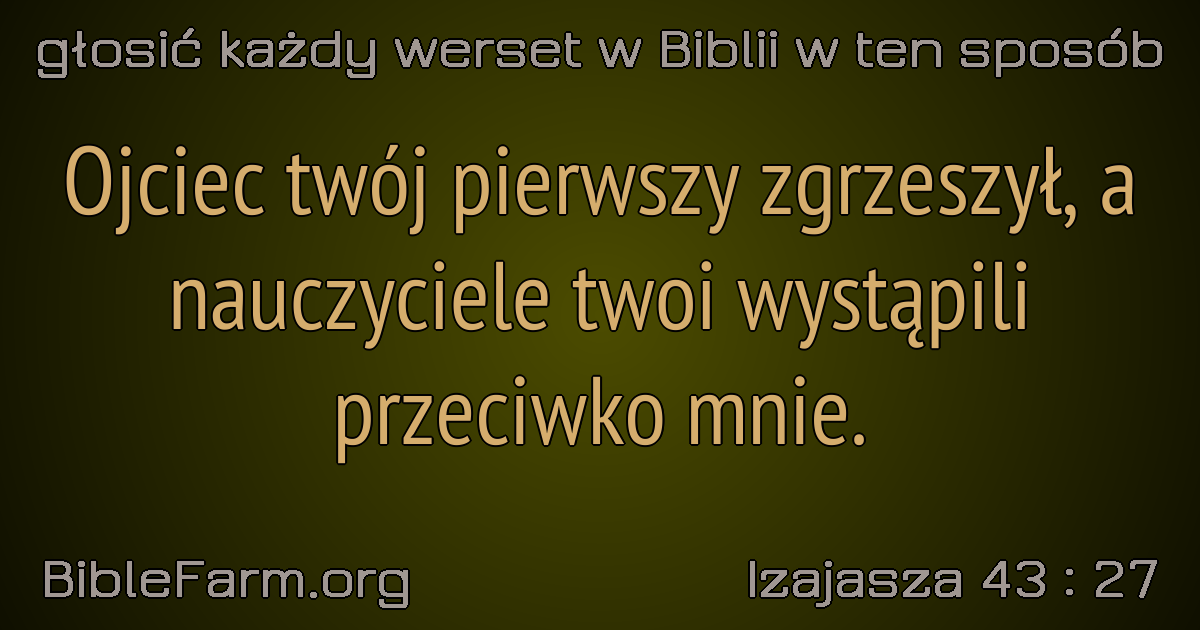 głosić każdy werset w Biblii w ten sposób
Ojciec twój pierwszy zgrzeszył, a
nauczyciele twoi wystąpili
przeciwko mnie.
BibleFarm.org
Izajasza 43 : 27